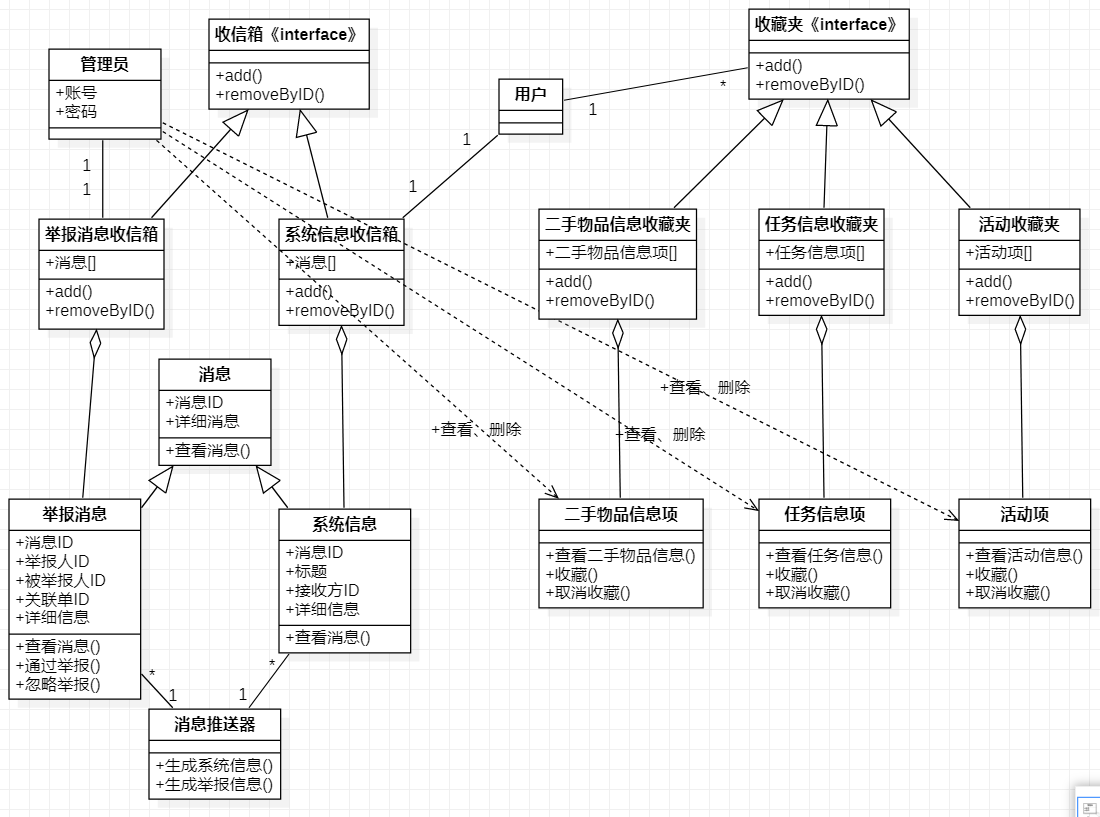 管理员
+账号
+密码
收信箱《interface》
+add()
+removeByID()
用户
收藏夹《interface》
+add()
+removeByID()
1
*
1
1
1
1
举报消息收信箱
+消息[]
+add()
+removeByID()
系统信息收信箱
+消息[]
+add()
+removeByID()
二手物品信息收藏夹
+二手物品信息项[]
+add()
+removeByID()
任务信息收藏夹
+任务信息项[]
+add()
+removeByID()
活动收藏夹
+活动项[]
+add()
+removeByID()
消息
+消息ID
+详细消息
+查看消息()
+查看、删除
+查看、删除
+查看、删除
举报消息
+消息ID
+举报人ID
+被举报人ID
+关联单ID
+详细信息
+查看消息()
+通过举报()
+忽略举报()
系统信息
+消息ID
+标题
+接收方ID
+详细信息
+查看消息()
二手物品信息项
+查看二手物品信息()
+收藏()
+取消收藏()
任务信息项
+查看任务信息()
+收藏()
+取消收藏()
活动项
+查看活动信息()
+收藏()
+取消收藏()
*
1
*
1
消息推送器
+生成系统信息()
+生成举报信息()